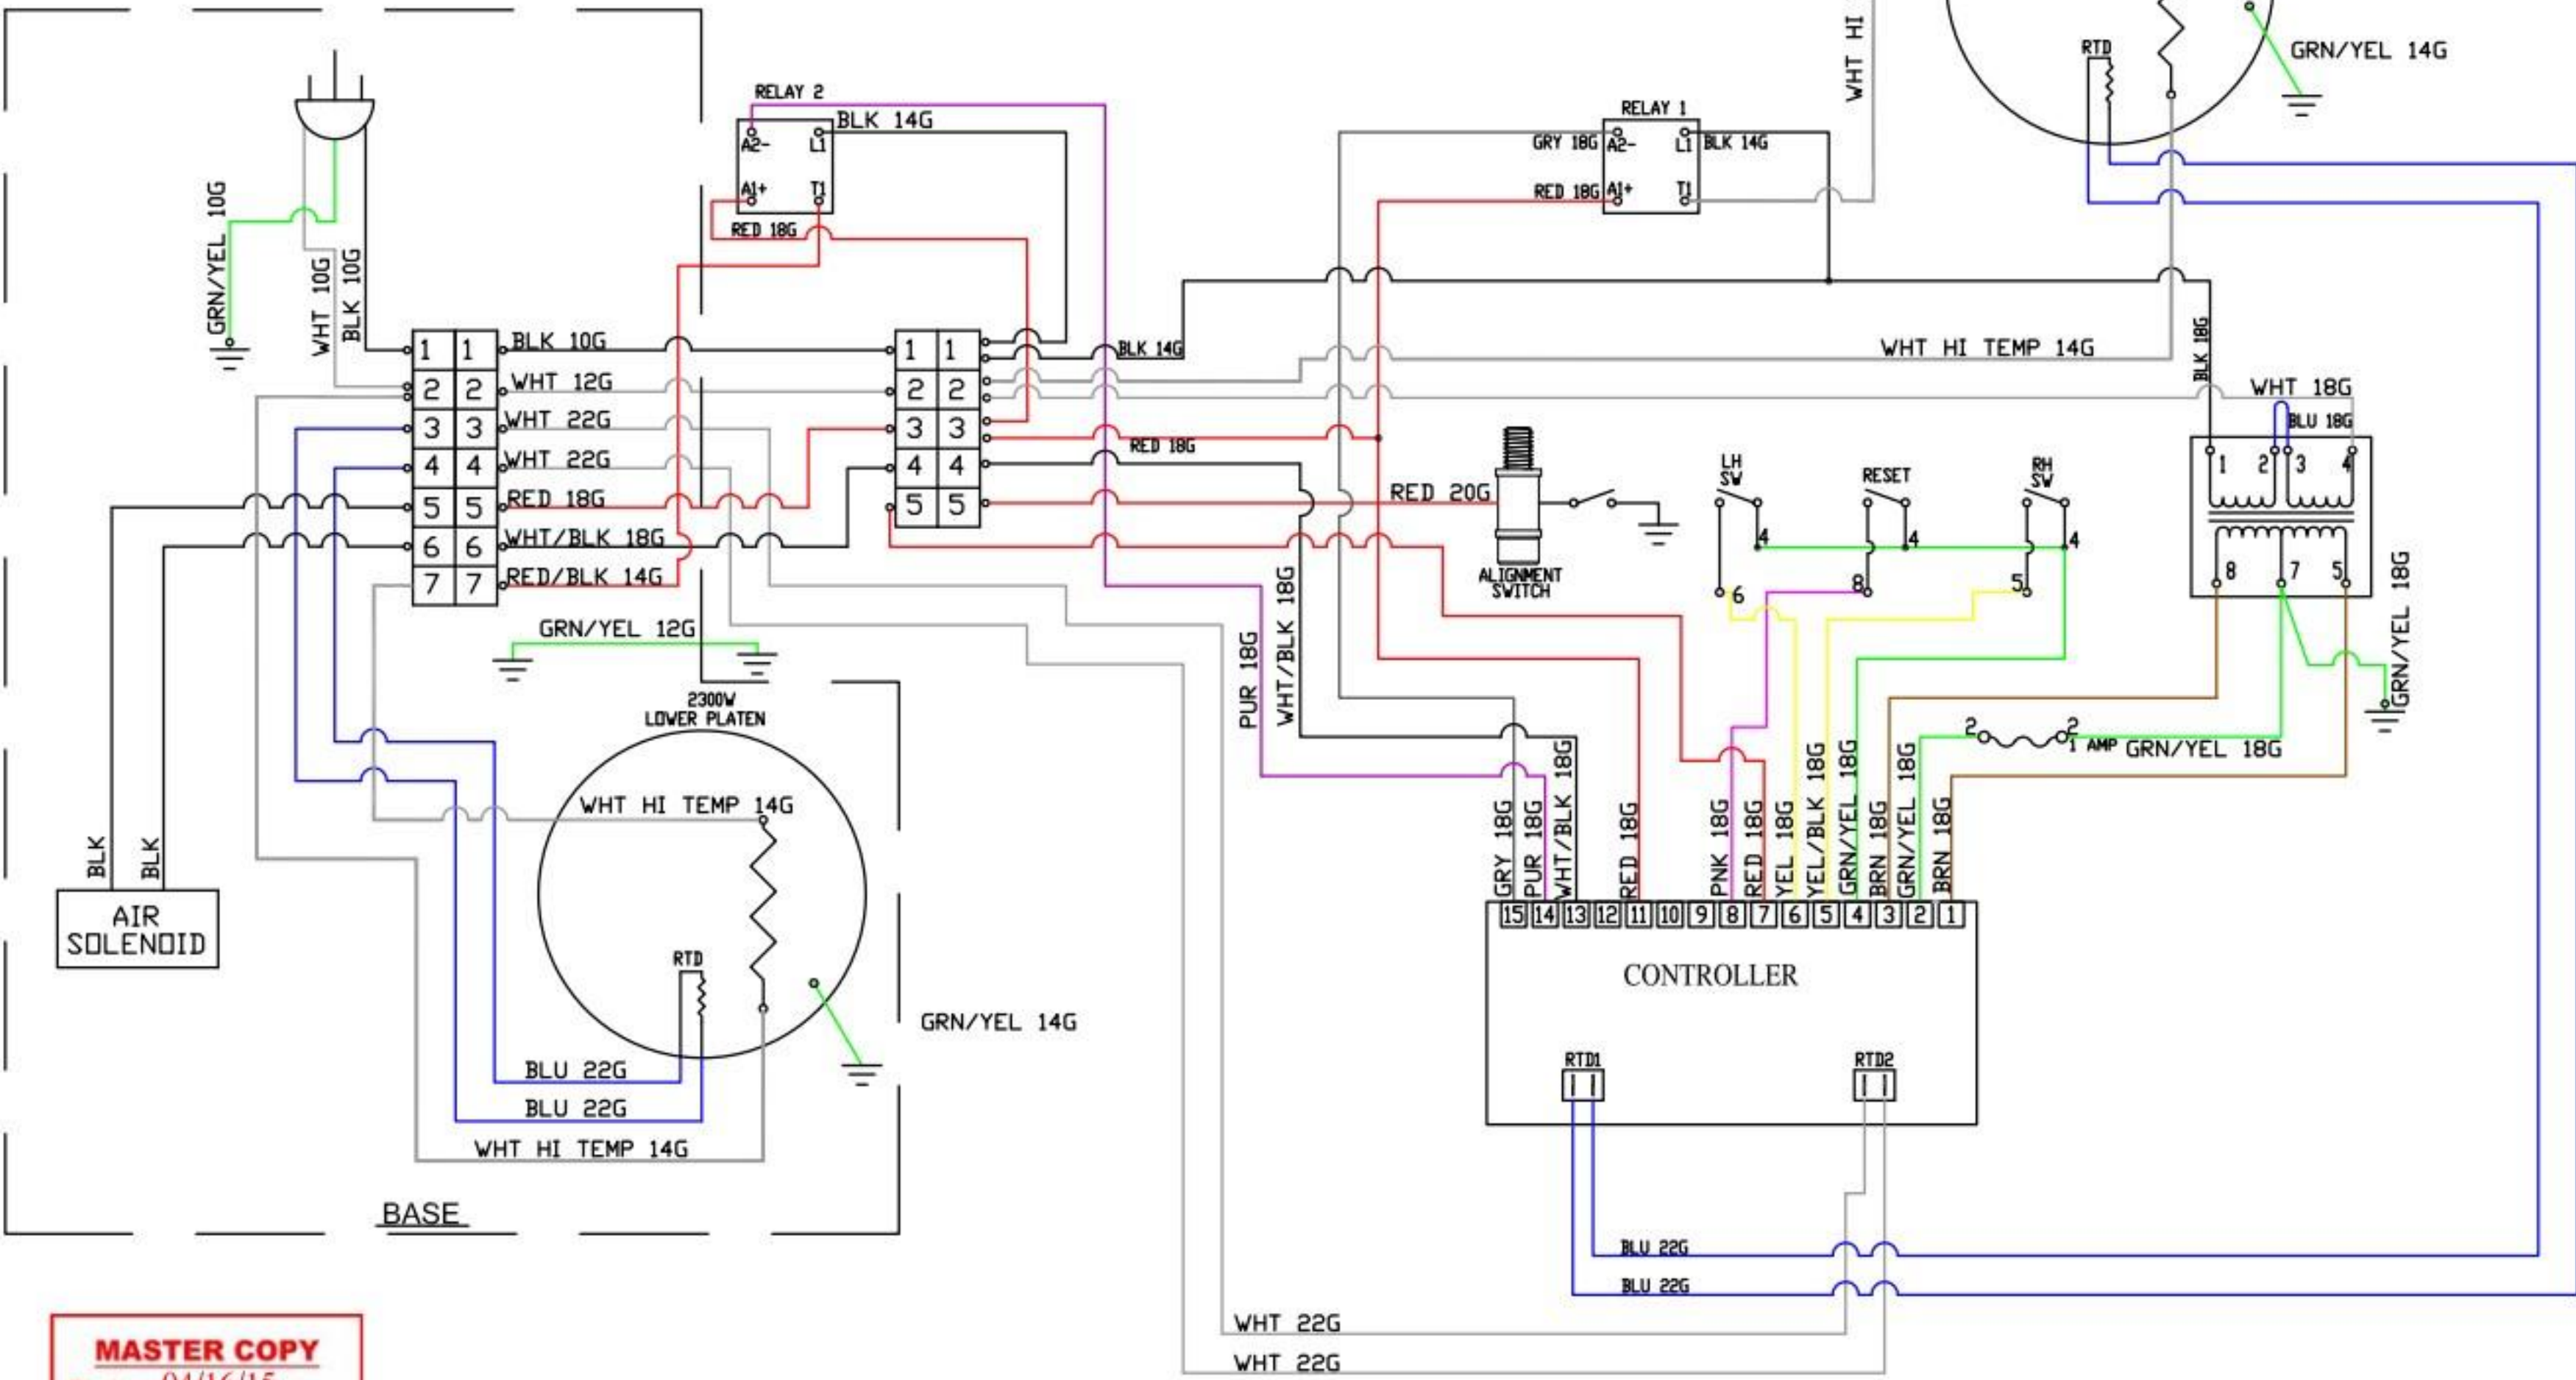 WHT HI
RTD
GRN/YEL 14G
RELAY 2
BLK 14G
A2- L1
A1+ T1
RED 18G
RELAY 1
GRY 18G A2- L1 BLK 14G
RED 18G A1+ T1
GRN/YEL 10G
WHT 10G
BLK 10G
1 1 BLK 10G
2 2 WHT 12G
3 3 WHT 22G
4 4 WHT 22G
5 5 RED 18G
6 6 WHT/BLK 18G
7 7 RED/BLK 14G
GRN/YEL 12G
1 1 BLK 14G
2 2
3 3 RED 18G
4 4
5 5 RED 20G
WHT HI TEMP 14G
BLK 18G
WHT 18G
BLU 18G
1 2 3 4
8 7 5
GRN/YEL 18G
ALIGNMENT
SWITCH
LH
SW
4
6
RESET
4
8
RH
SW
4
5
2 2
1 AMP GRN/YEL 18G
PUR 18G
WHT/BLK 18G
2300W
LOWER PLATEN
WHT HI TEMP 14G
RTD
GRN/YEL 14G
BLU 22G
BLU 22G
WHT HI TEMP 14G
BLK
BLK
AIR
SOLENOID
BASE
GRY 18G
PUR 18G
WHT/BLK 18G
RED 18G
PNK 18G
RED 18G
YEL 18G
YEL/BLK 18G
GRN/YEL 18G
BRN 18G
GRN/YEL 18G
BRN 18G
15 14 13 12 11 10 9 8 7 6 5 4 3 2 1
CONTROLLER
RTD1 RTD2
BLU 22G
BLU 22G
WHT 22G
WHT 22G
MASTER COPY
04/16/15